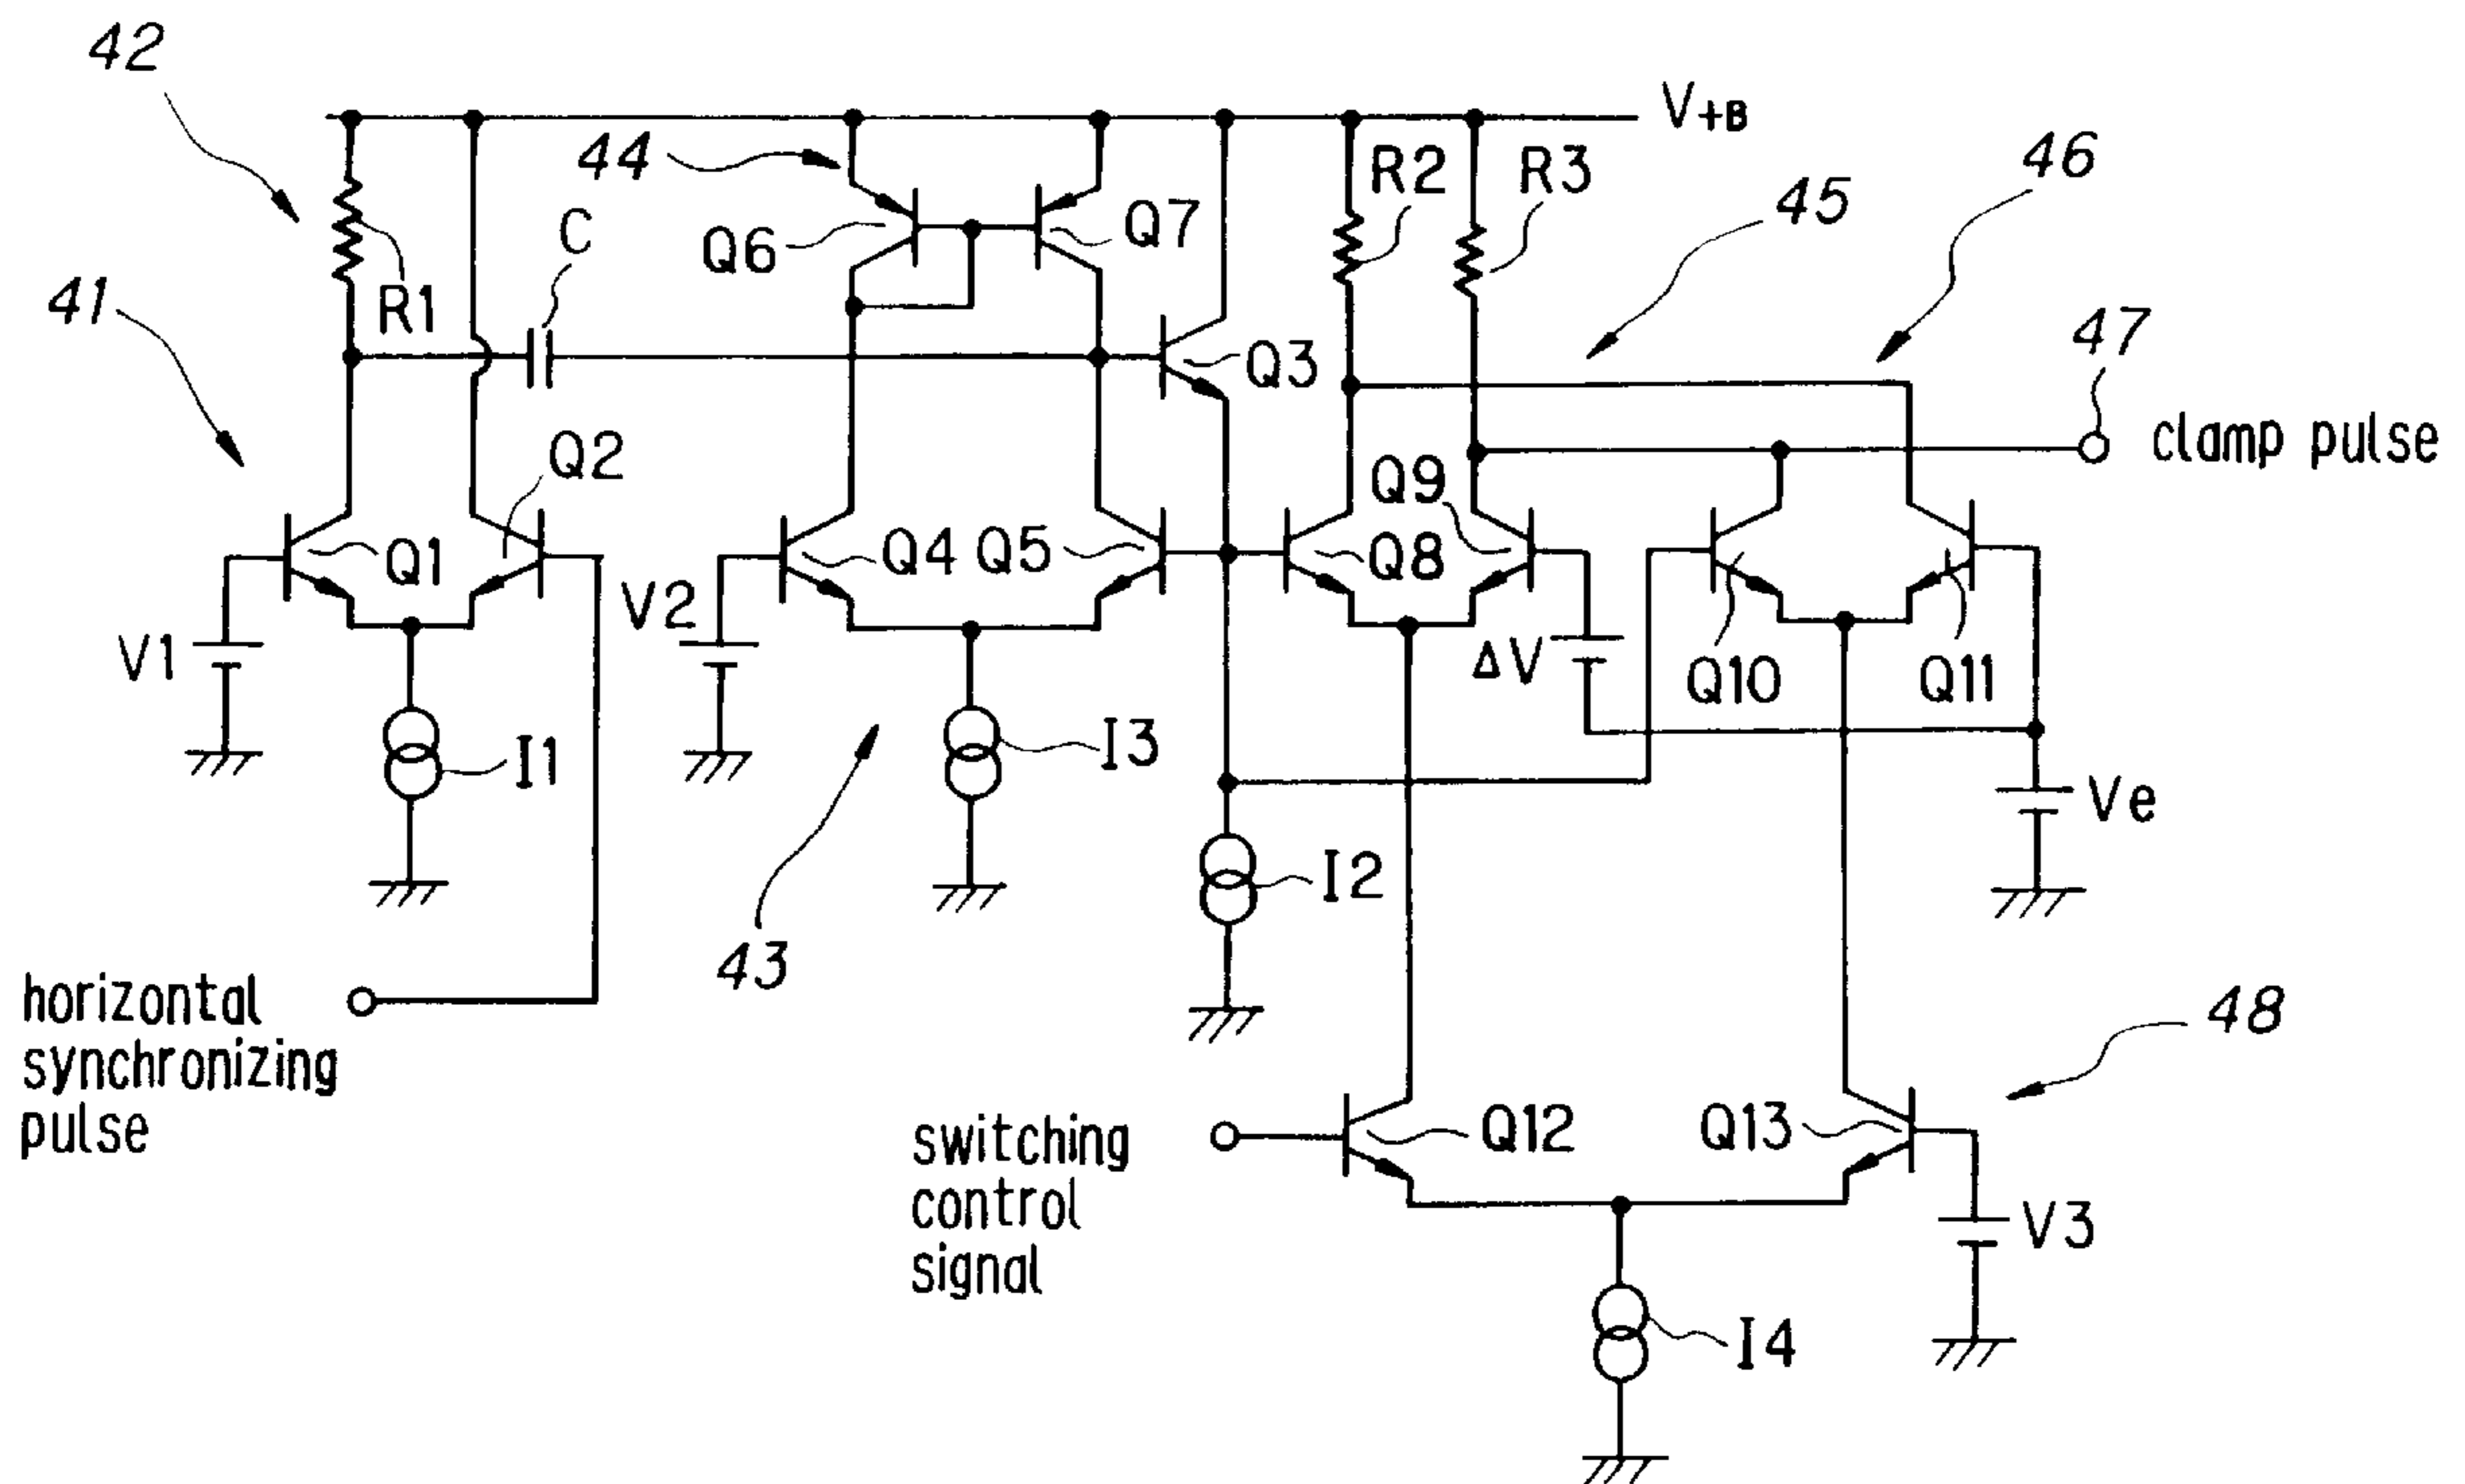 42
V+B
44
R2
R3
46
45
C
Q6
Q7
47
41
R1
Q3
clamp pulse
Q2
Q9
Q1
Q4
Q5
Q8
V2
V1
ΔV
Q10
Q11
I1
I3
Ve
I2
43
horizontal
synchronizing
pulse
48
switching
control
signal
Q12
Q13
V3
I4